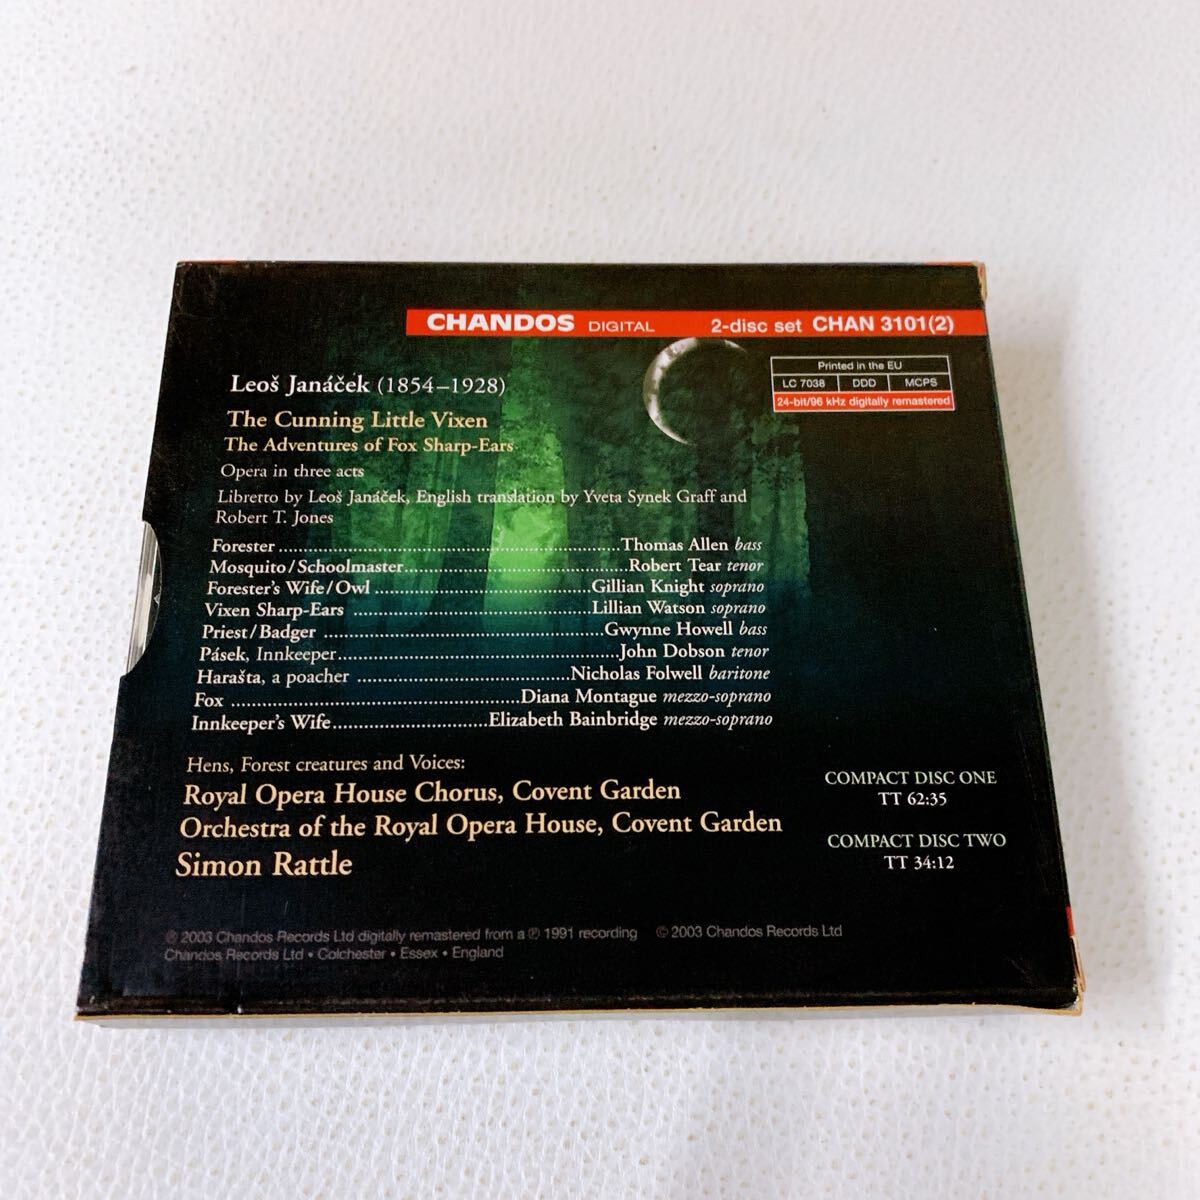 CHANDOS DIGITAL 2-disc set CHAN 3101(2)
Printed in the EU
LC 7038 DDD MCPS
24-bit/96 kHz digitally remastered
Leoš Janáček (1854–1928)
The Cunning Little Vixen
The Adventures of Fox Sharp-Ears
Opera in three acts
Libretto by Leoš Janáček, English translation by Yveta Synek Graff and
Robert T. Jones
Forester ........ Thomas Allen bass
Mosquito/Schoolmaster ........ Robert Tear tenor
Forester's Wife/Owl ........ Gillian Knight soprano
Vixen Sharp-Ears ........ Lillian Watson soprano
Priest/Badger ........ Gwynne Howell bass
Pásek, Innkeeper ........ John Dobson tenor
Harašta, a poacher ........ Nicholas Folwell baritone
Fox ........ Diana Montague mezzo-soprano
Innkeeper's Wife ........ Elizabeth Bainbridge mezzo-soprano
Hens, Forest creatures and Voices:
Royal Opera House Chorus, Covent Garden
Orchestra of the Royal Opera House, Covent Garden
Simon Rattle
COMPACT DISC ONE
TT 62:35
COMPACT DISC TWO
TT 34:12
℗ 2003 Chandos Records Ltd digitally remastered from a ℗ 1991 recording © 2003 Chandos Records Ltd
Chandos Records Ltd • Colchester • Essex • England